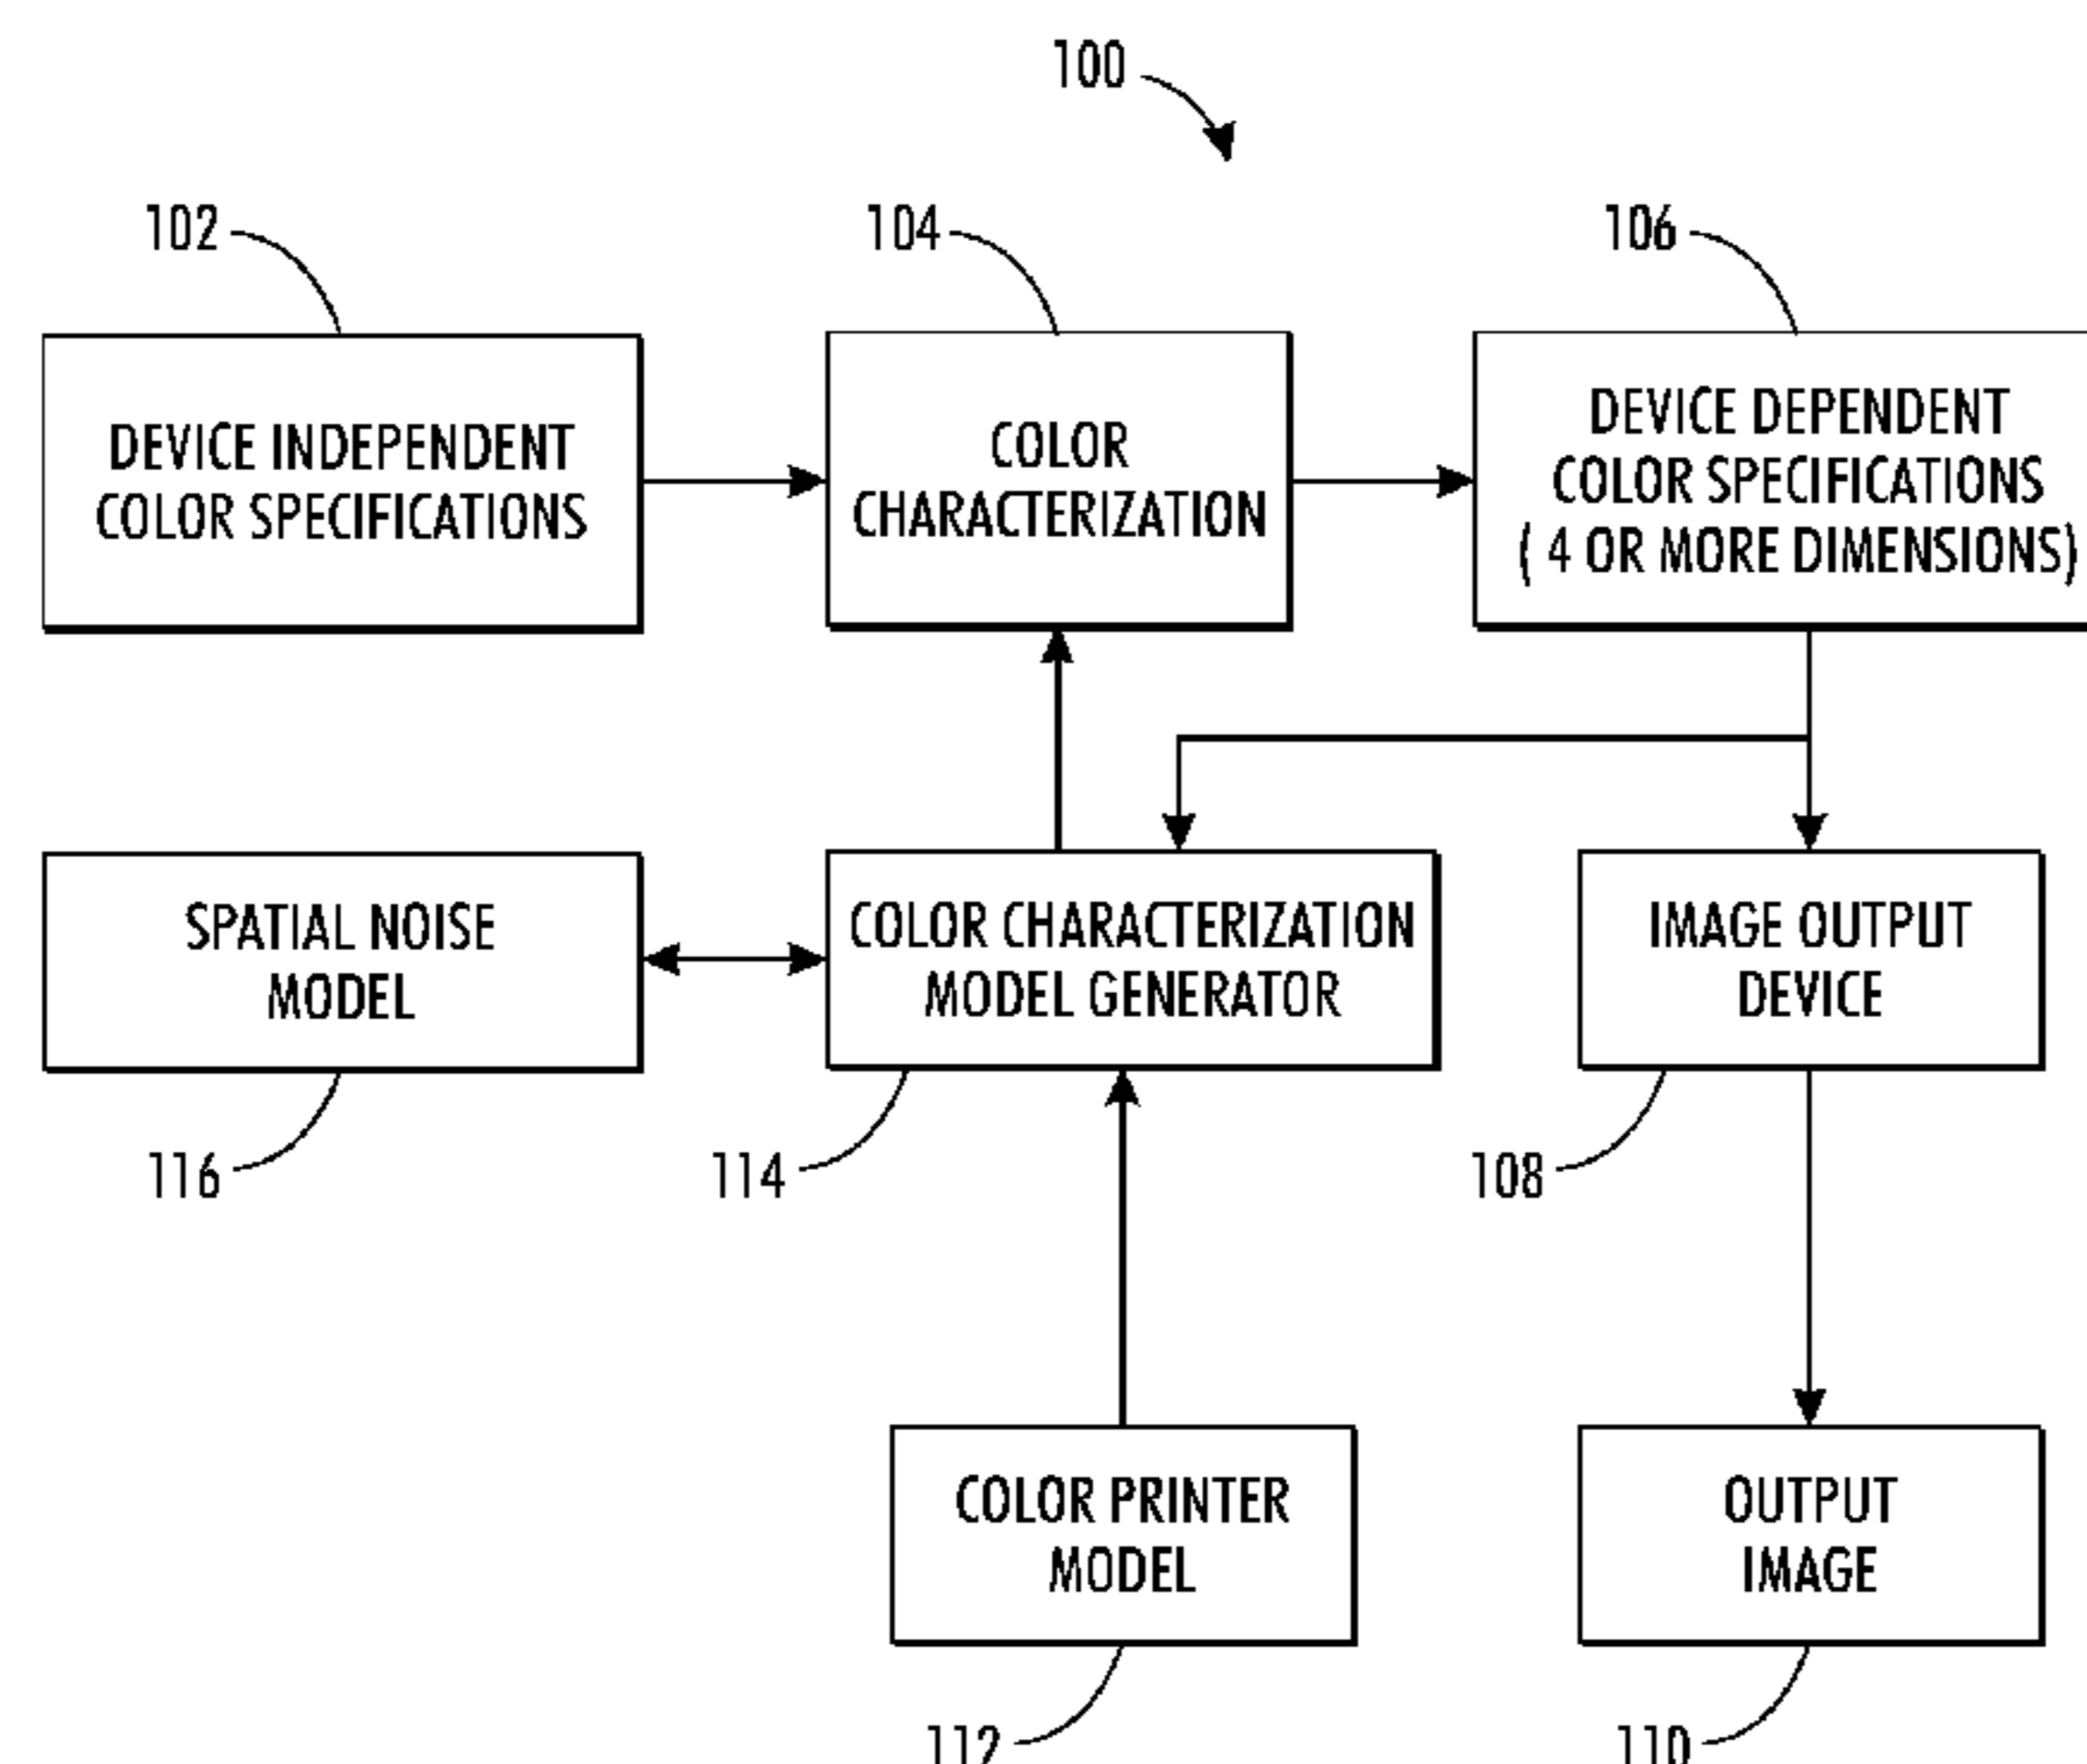 100
102
104
106
DEVICE INDEPENDENT
COLOR SPECIFICATIONS
COLOR
CHARACTERIZATION
DEVICE DEPENDENT
COLOR SPECIFICATIONS
( 4 OR MORE DIMENSIONS)
SPATIAL NOISE
MODEL
COLOR CHARACTERIZATION
MODEL GENERATOR
IMAGE OUTPUT
DEVICE
116
114
108
COLOR PRINTER
MODEL
OUTPUT
IMAGE
112
110